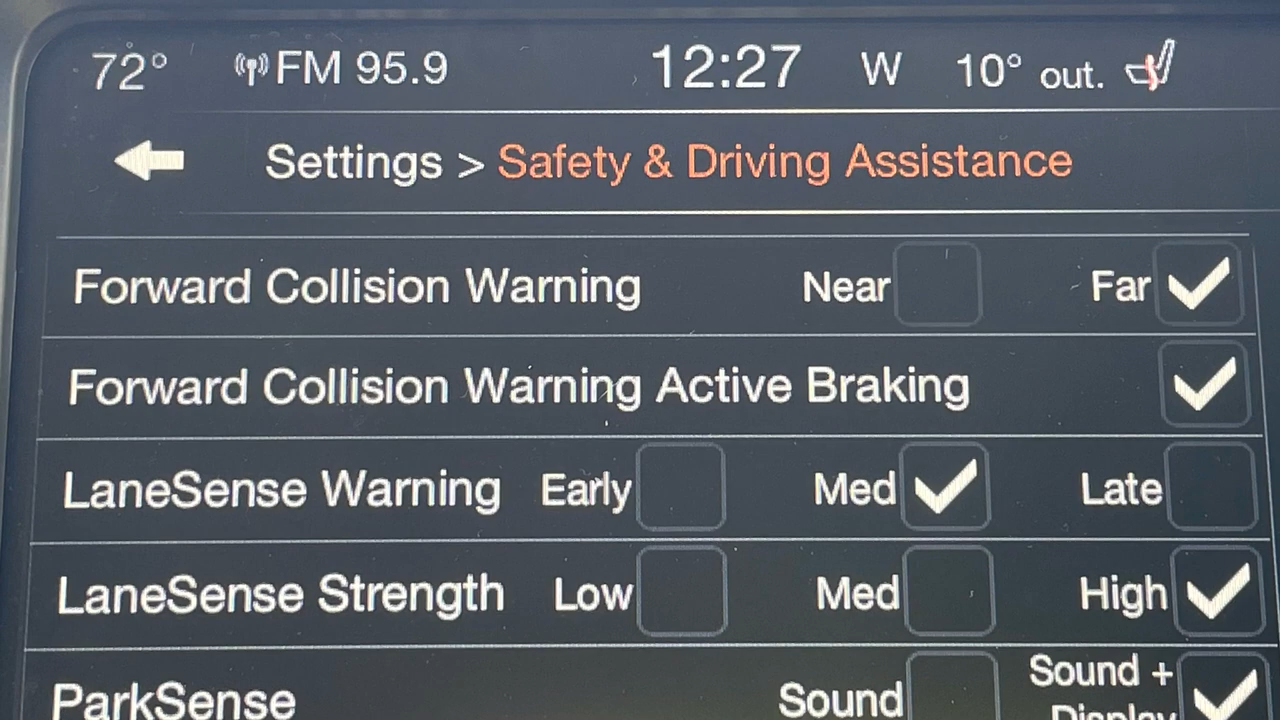 72° FM 95.9 12:27 W 10° out.
Settings > Safety & Driving Assistance
Forward Collision Warning Near Far
Forward Collision Warning Active Braking
LaneSense Warning Early Med Late
LaneSense Strength Low Med High
ParkSense Sound Sound +
Display